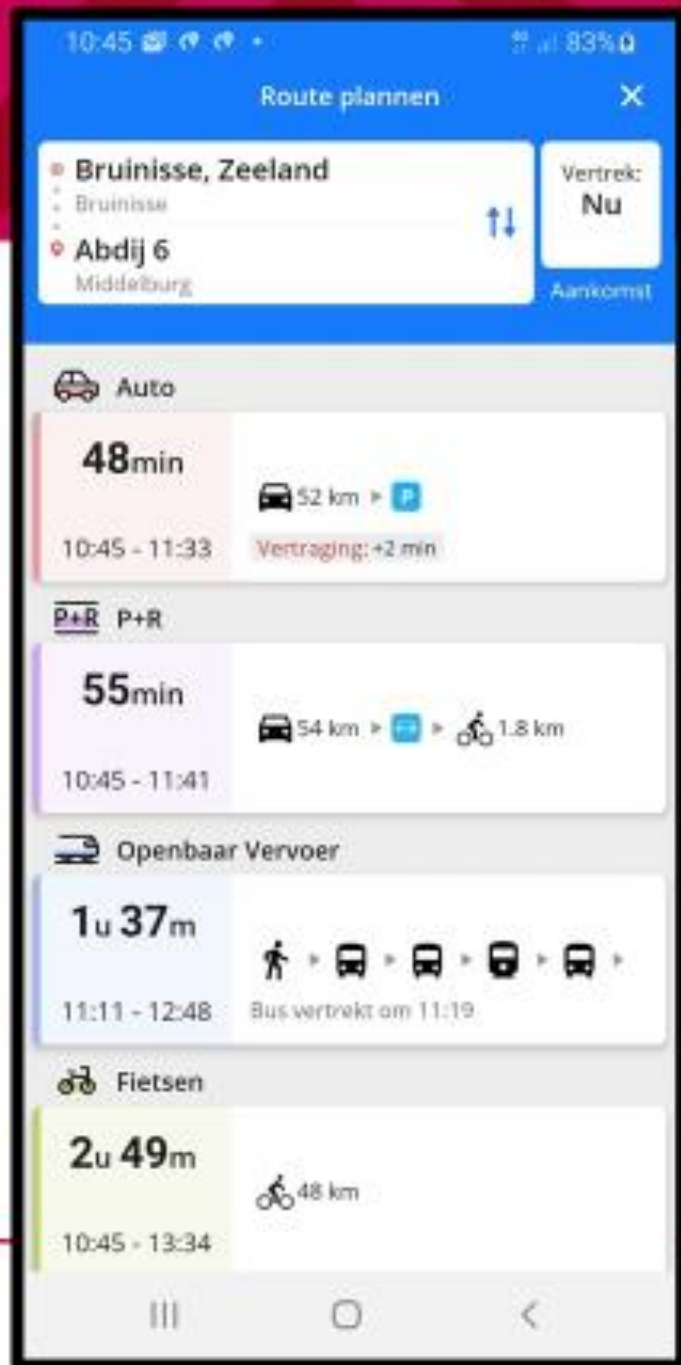 10:45 83%
Route plannen
Bruinisse, Zeeland
Bruinisse
Abdij 6
Middelburg
Vertrek:
Nu
Aankomst
Auto
48min
10:45 - 11:33
52 km P
Vertraging: +2 min
P+R P+R
55min
10:45 - 11:41
54 km 1.8 km
Openbaar Vervoer
1u 37m
11:11 - 12:48
Bus vertrekt om 11:19
Fietsen
2u 49m
10:45 - 13:34
48 km